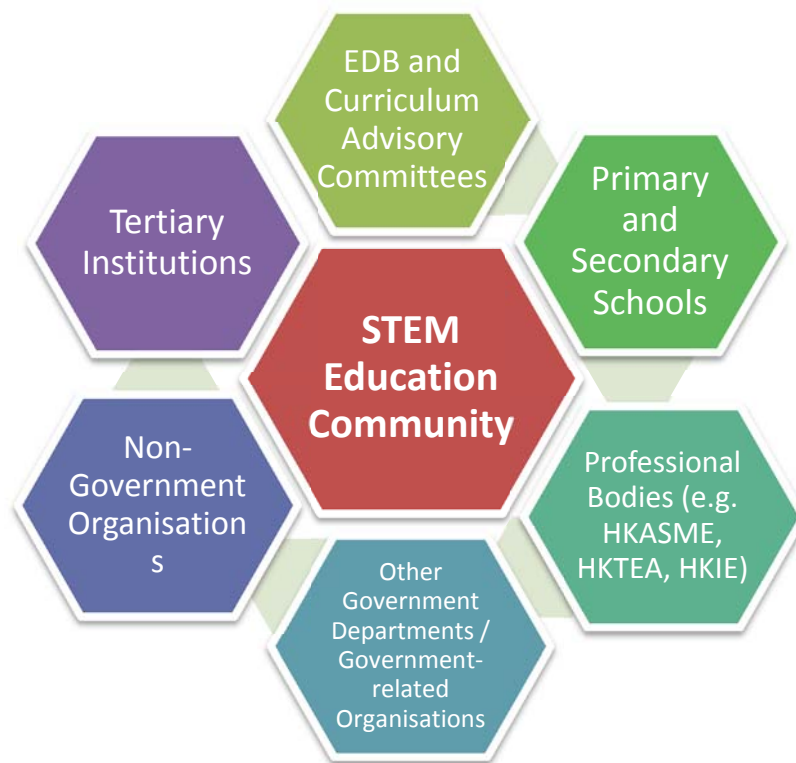 EDB and
Curriculum
Advisory
Committees
Primary
and
Secondary
Schools
Tertiary
Institutions
STEM
Education
Community
Non-
Government
Organisation
s
Professional
Bodies (e.g.
HKASME,
HKTEA, HKIE)
Other
Government
Departments /
Government-
related
Organisations